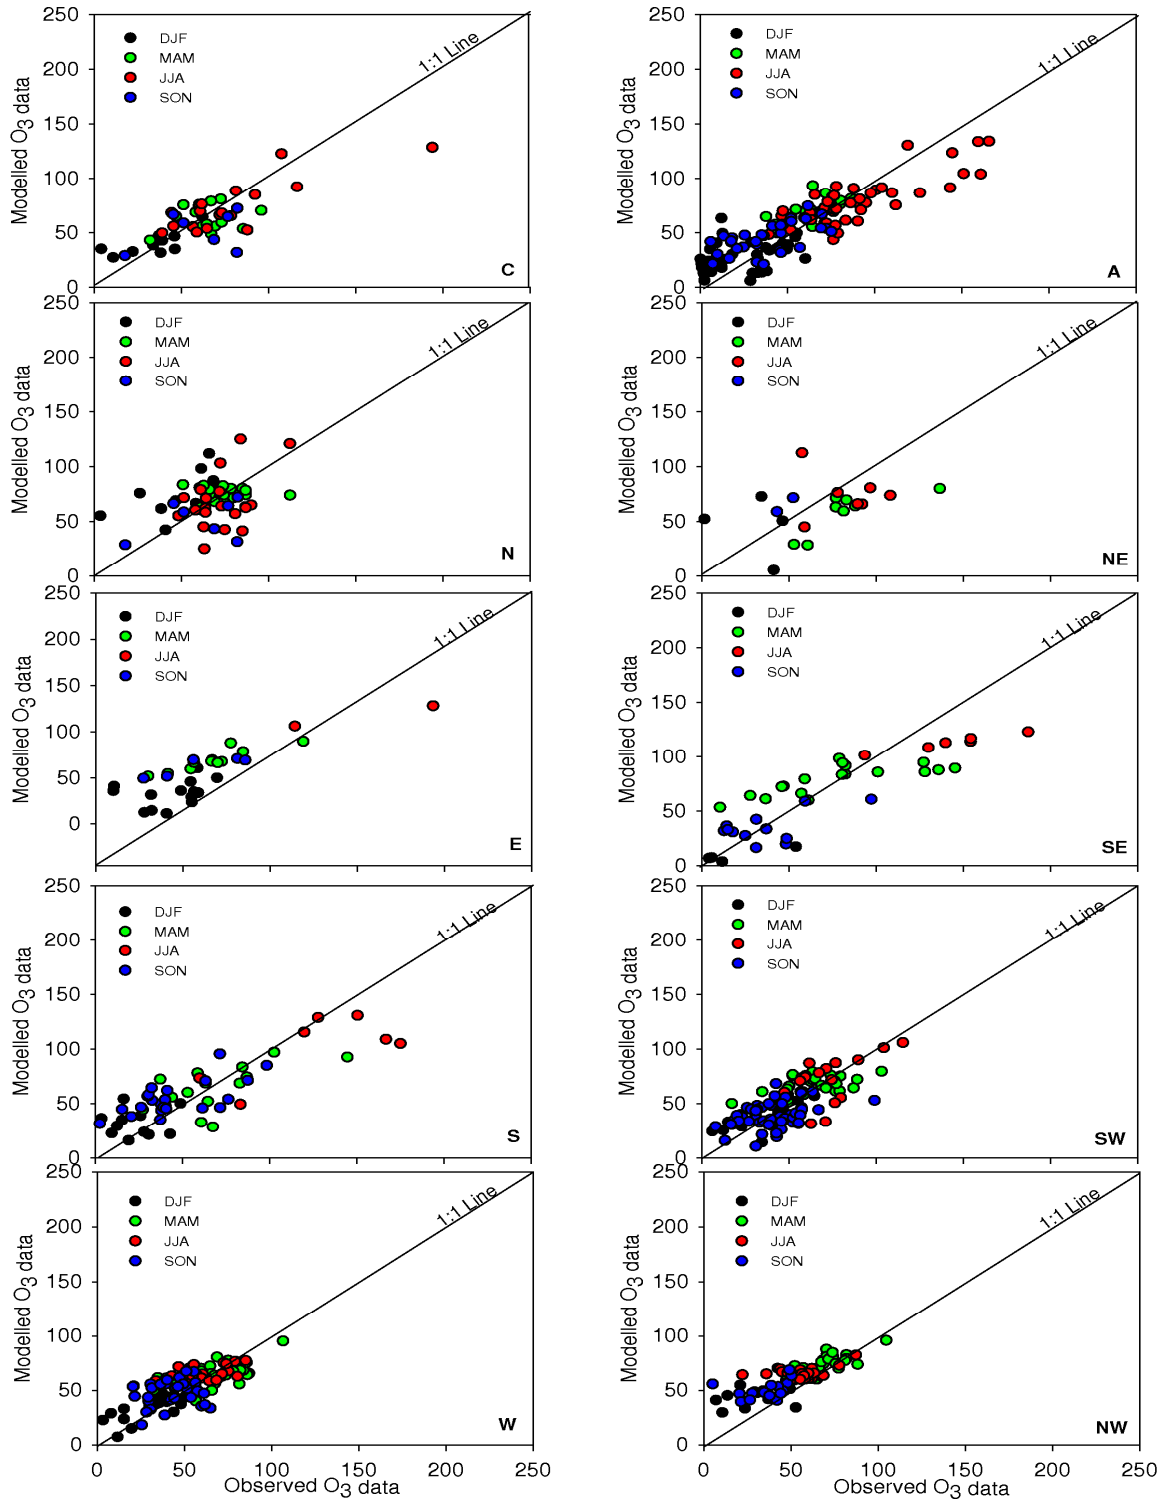 250
200
150
100
50
0
Modelled O3 data
DJF
MAM
JJA
SON
1:1 Line
C
250
200
150
100
50
0
Modelled O3 data
DJF
MAM
JJA
SON
1:1 Line
A
250
200
150
100
50
0
Modelled O3 data
DJF
MAM
JJA
SON
1:1 Line
N
250
200
150
100
50
0
Modelled O3 data
DJF
MAM
JJA
SON
1:1 Line
NE
250
200
150
100
50
0
Modelled O3 data
DJF
MAM
JJA
SON
1:1 Line
E
250
200
150
100
50
0
Modelled O3 data
DJF
MAM
JJA
SON
1:1 Line
SE
250
200
150
100
50
0
Modelled O3 data
DJF
MAM
JJA
SON
1:1 Line
S
250
200
150
100
50
0
Modelled O3 data
DJF
MAM
JJA
SON
1:1 Line
SW
250
200
150
100
50
0
Modelled O3 data
DJF
MAM
JJA
SON
1:1 Line
W
0 50 100 150 200 250
Observed O3 data
250
200
150
100
50
0
Modelled O3 data
DJF
MAM
JJA
SON
1:1 Line
NW
0 50 100 150 200 250
Observed O3 data